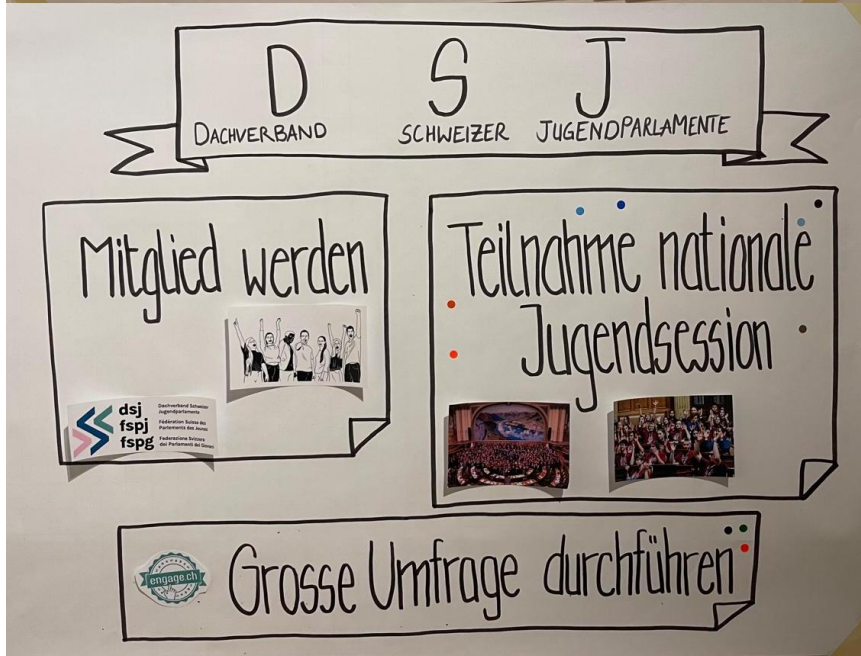 D S J
DACHVERBAND SCHWEIZER JUGENDPARLAMENTE
Mitglied werden
dsj
fspj
fspg
Dachverband Schweizer
Jugendparlamente
Fédération Suisse des
Parlements des Jeunes
Federazione Svizzera
dei Parlamenti dei Giovani
Teilnahme nationale
Jugendsession
engage.ch
Grosse Umfrage durchführen